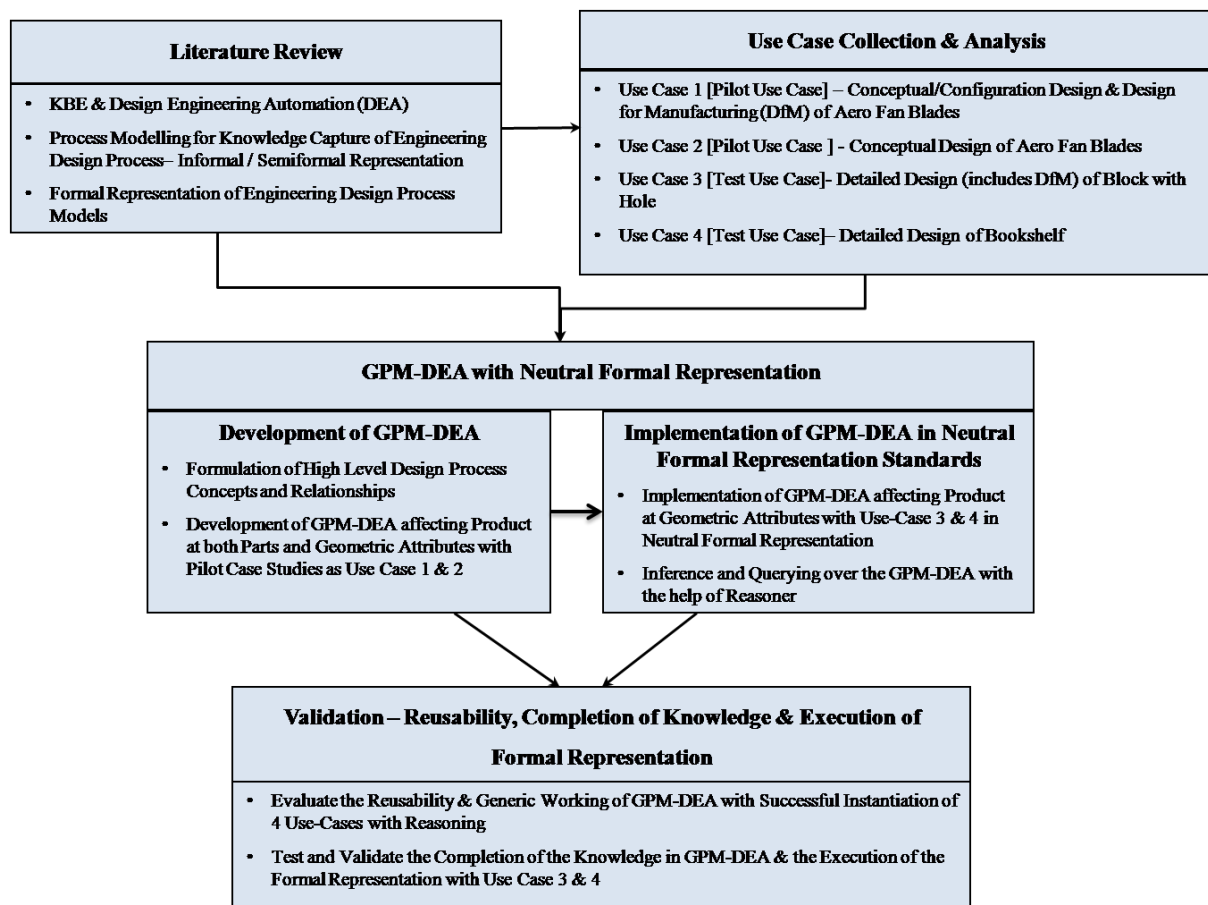 Literature Review
• KBE & Design Engineering Automation (DEA)
• Process Modelling for Knowledge Capture of Engineering
Design Process– Informal / Semiformal Representation
• Formal Representation of Engineering Design Process
Models
Use Case Collection & Analysis
• Use Case 1 [Pilot Use Case] – Conceptual/Configuration Design & Design
for Manufacturing (DfM) of Aero Fan Blades
• Use Case 2 [Pilot Use Case ] - Conceptual Design of Aero Fan Blades
• Use Case 3 [Test Use Case]- Detailed Design (includes DfM) of Block with
Hole
• Use Case 4 [Test Use Case]– Detailed Design of Bookshelf
GPM-DEA with Neutral Formal Representation
Development of GPM-DEA
• Formulation of High Level Design Process
Concepts and Relationships
• Development of GPM-DEA affecting Product
at both Parts and Geometric Attributes with
Pilot Case Studies as Use Case 1 & 2
Implementation of GPM-DEA in Neutral
Formal Representation Standards
• Implementation of GPM-DEA affecting Product
at Geometric Attributes with Use-Case 3 & 4 in
Neutral Formal Representation
• Inference and Querying over the GPM-DEA with
the help of Reasoner
Validation – Reusability, Completion of Knowledge & Execution of
Formal Representation
• Evaluate the Reusability & Generic Working of GPM-DEA with Successful Instantiation of
4 Use-Cases with Reasoning
• Test and Validate the Completion of the Knowledge in GPM-DEA & the Execution of the
Formal Representation with Use Case 3 & 4